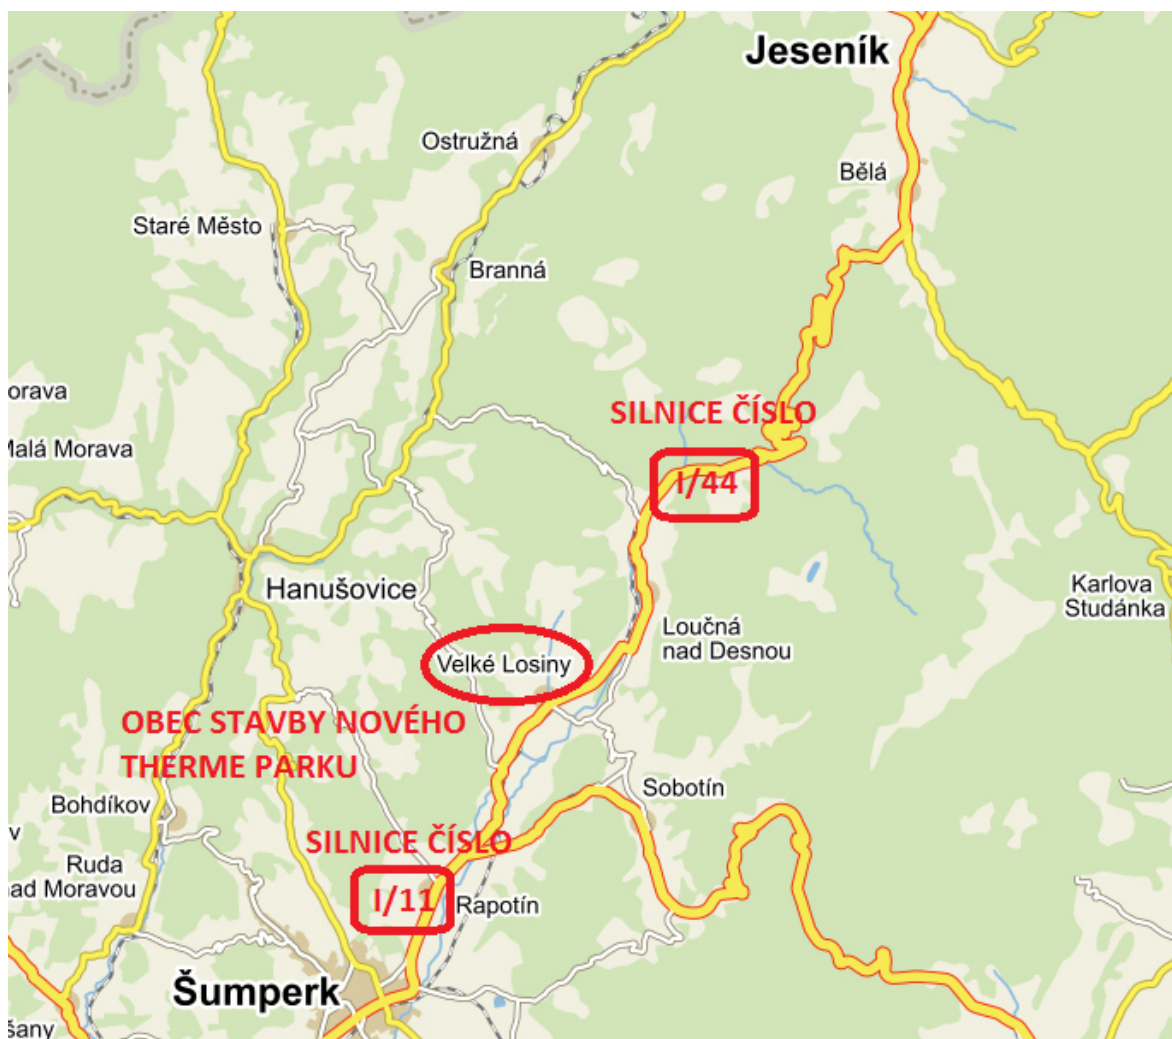 Jeseník
Ostružná
Bělá
Staré Město
Branná
orava
SILNICE ČÍSLO
Malá Morava
I/44
Hanušovice
Karlova
Studánka
Loučná
nad Desnou
Velké Losiny
OBEC STAVBY NOVÉHO
THERME PARKU
Sobotín
Bohdíkov
v
SILNICE ČÍSLO
Ruda
nad Moravou
I/11
Rapotín
Šumperk
šany